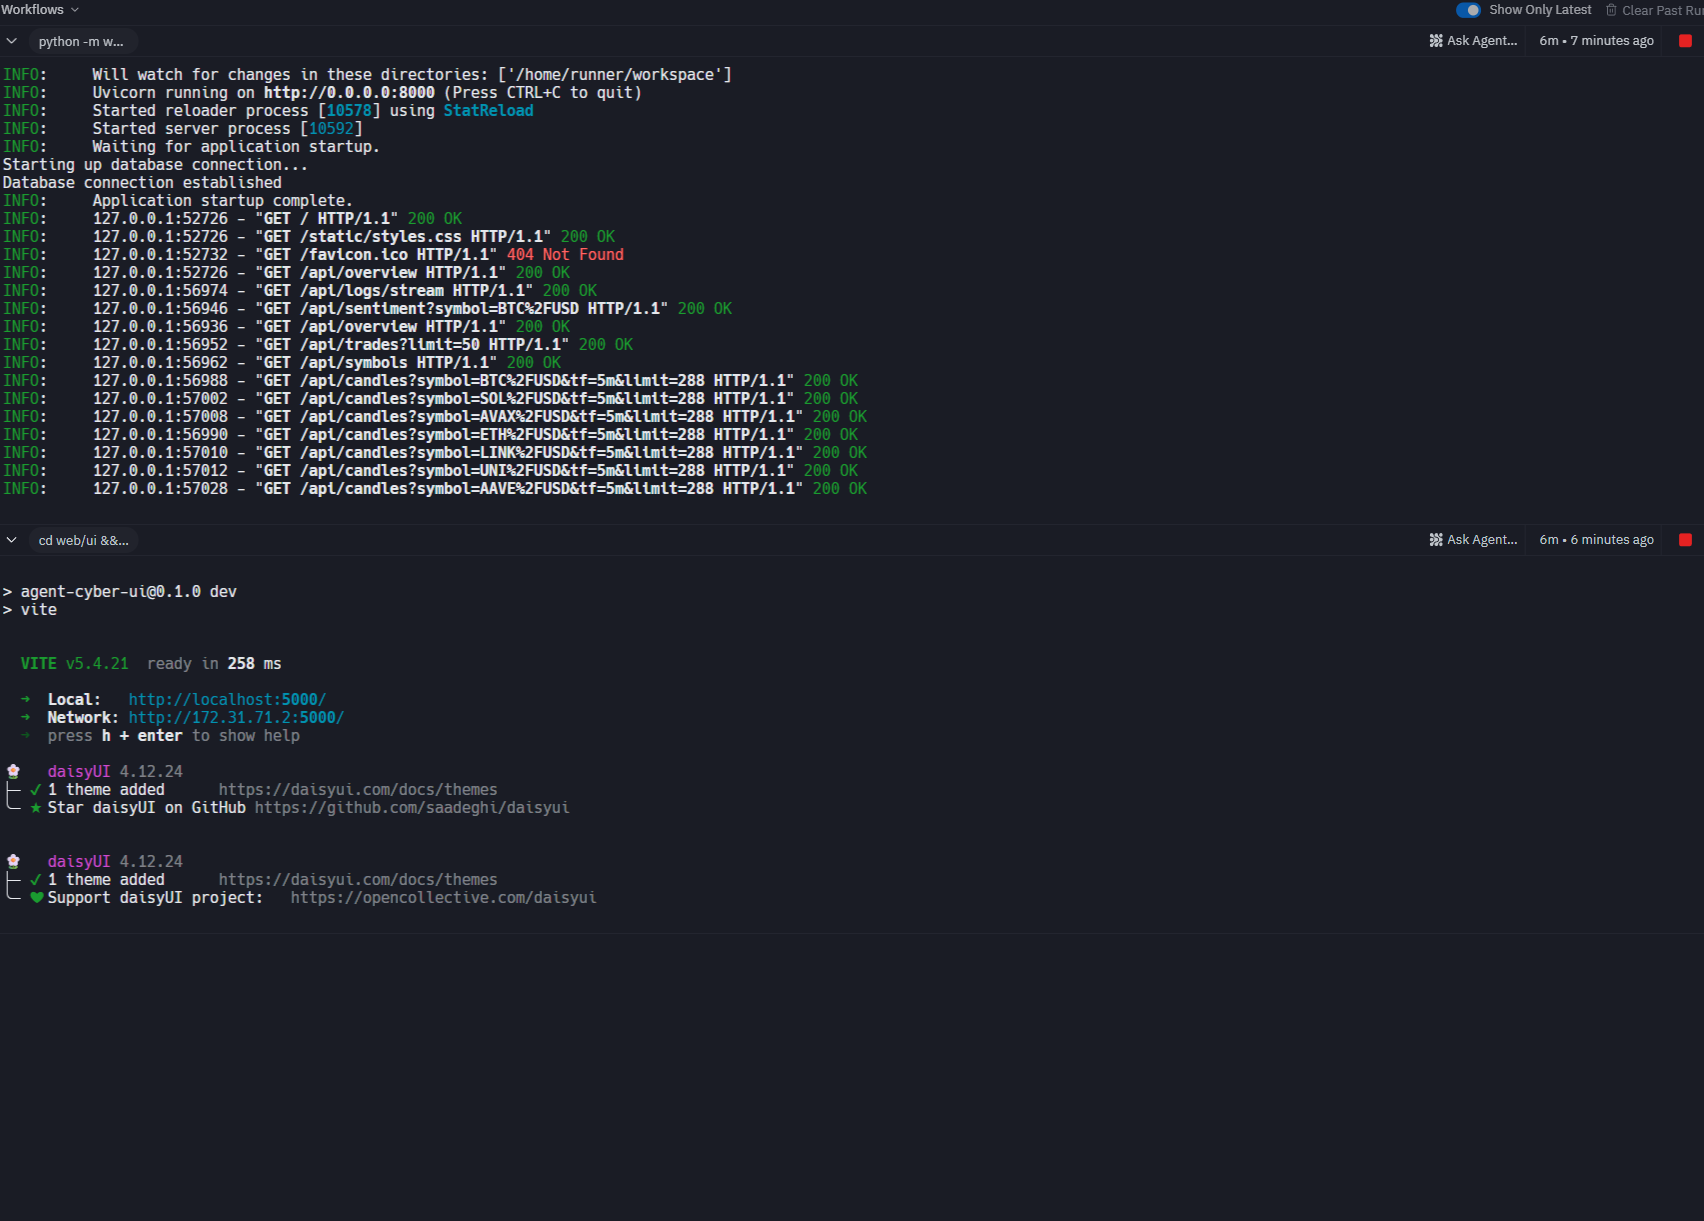 Workflows
Show Only Latest
Clear Past Ru
python -m w...
Ask Agent...
6m • 7 minutes ago
INFO:     Will watch for changes in these directories: ['/home/runner/workspace']
INFO:     Uvicorn running on http://0.0.0.0:8000 (Press CTRL+C to quit)
INFO:     Started reloader process [10578] using StatReload
INFO:     Started server process [10592]
INFO:     Waiting for application startup.
Starting up database connection...
Database connection established
INFO:     Application startup complete.
INFO:     127.0.0.1:52726 - "GET / HTTP/1.1" 200 OK
INFO:     127.0.0.1:52726 - "GET /static/styles.css HTTP/1.1" 200 OK
INFO:     127.0.0.1:52732 - "GET /favicon.ico HTTP/1.1" 404 Not Found
INFO:     127.0.0.1:52726 - "GET /api/overview HTTP/1.1" 200 OK
INFO:     127.0.0.1:56974 - "GET /api/logs/stream HTTP/1.1" 200 OK
INFO:     127.0.0.1:56946 - "GET /api/sentiment?symbol=BTC%2FUSD HTTP/1.1" 200 OK
INFO:     127.0.0.1:56936 - "GET /api/overview HTTP/1.1" 200 OK
INFO:     127.0.0.1:56952 - "GET /api/trades?limit=50 HTTP/1.1" 200 OK
INFO:     127.0.0.1:56962 - "GET /api/symbols HTTP/1.1" 200 OK
INFO:     127.0.0.1:56988 - "GET /api/candles?symbol=BTC%2FUSD&tf=5m&limit=288 HTTP/1.1" 200 OK
INFO:     127.0.0.1:57002 - "GET /api/candles?symbol=SOL%2FUSD&tf=5m&limit=288 HTTP/1.1" 200 OK
INFO:     127.0.0.1:57008 - "GET /api/candles?symbol=AVAX%2FUSD&tf=5m&limit=288 HTTP/1.1" 200 OK
INFO:     127.0.0.1:56990 - "GET /api/candles?symbol=ETH%2FUSD&tf=5m&limit=288 HTTP/1.1" 200 OK
INFO:     127.0.0.1:57010 - "GET /api/candles?symbol=LINK%2FUSD&tf=5m&limit=288 HTTP/1.1" 200 OK
INFO:     127.0.0.1:57012 - "GET /api/candles?symbol=UNI%2FUSD&tf=5m&limit=288 HTTP/1.1" 200 OK
INFO:     127.0.0.1:57028 - "GET /api/candles?symbol=AAVE%2FUSD&tf=5m&limit=288 HTTP/1.1" 200 OK
cd web/ui &&...
Ask Agent...
6m • 6 minutes ago
> agent-cyber-ui@0.1.0 dev
> vite
VITE v5.4.21  ready in 258 ms
➜  Local:   http://localhost:5000/
➜  Network: http://172.31.71.2:5000/
➜  press h + enter to show help
🌼   daisyUI 4.12.24
├─ ✔︎ 1 theme added      https://daisyui.com/docs/themes
╰─ ★ Star daisyUI on GitHub https://github.com/saadeghi/daisyui
🌼   daisyUI 4.12.24
├─ ✔︎ 1 theme added      https://daisyui.com/docs/themes
╰─ ❤︎ Support daisyUI project:   https://opencollective.com/daisyui